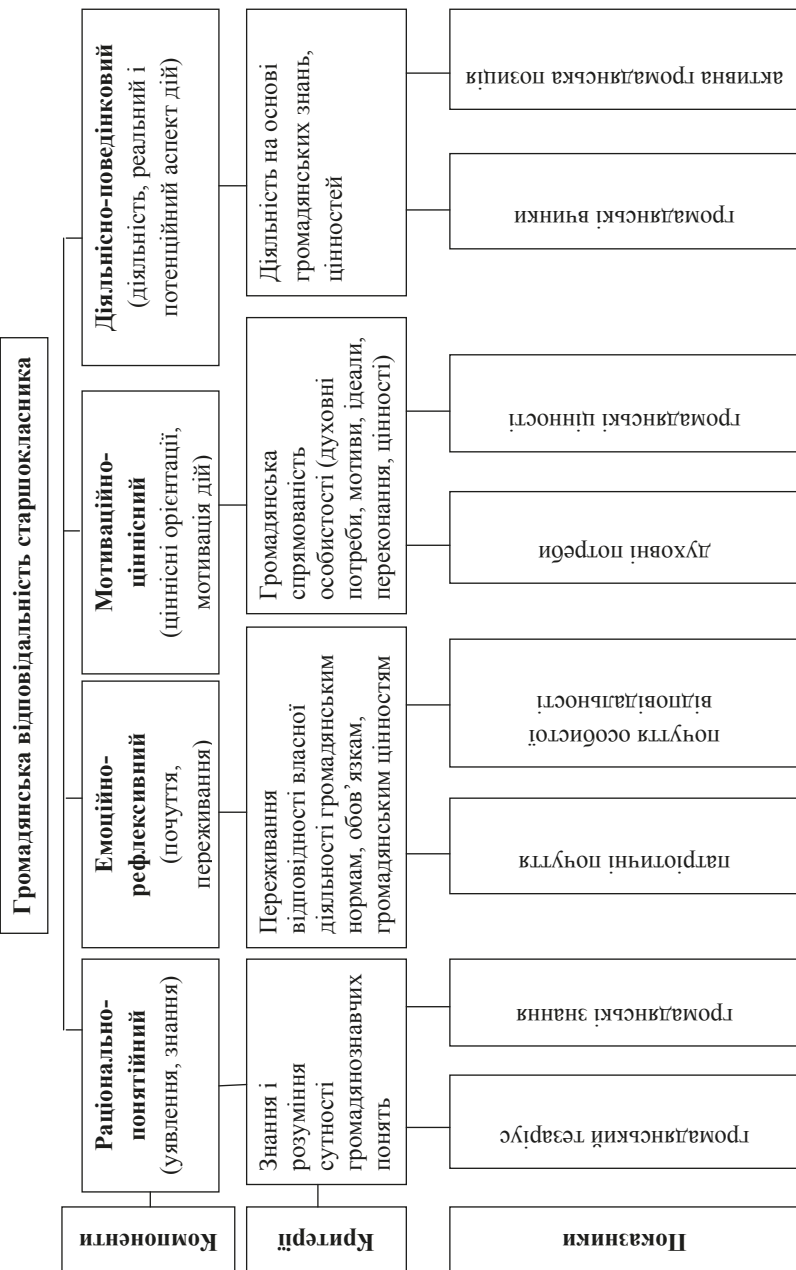 Громадянська відповідальність старшокласника
Компоненти
Раціонально-
понятійний
(уявлення, знання)
Емоційно-
рефлексивний
(почуття,
переживання)
Мотиваційно-
ціннісний
(ціннісні орієнтації,
мотивація дій)
Діяльнісно-поведінковий
(діяльність, реальний і
потенційний аспект дій)
Критерії
Знання і
розуміння
сутності
громадянознавчих
понять
Переживання
відповідності власної
діяльності громадянським
нормам, обов’язкам,
громадянським цінностям
Громадянська
спрямованість
особистості (духовні
потреби, мотиви, ідеали,
переконання, цінності)
Діяльність на основі
громадянських знань,
цінностей
Показники
громадянський тезаріус
громадянські знання
патріотичні почуття
почуття особистої
відповідальності
духовні потреби
громадянські цінності
громадянські вчинки
активна громадянська позиція